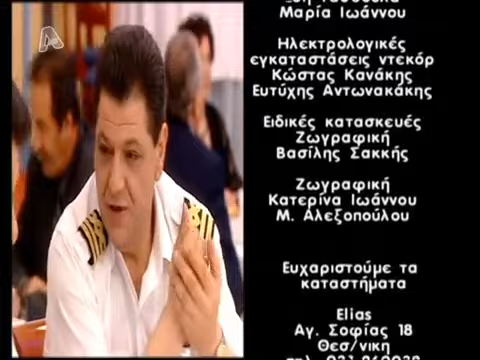 Μαρία Ιωάννου
Ηλεκτρολογικές
εγκαταστάσεις ντεκόρ
Κώστας Κανάκης
Ευτύχης Αντωνακάκης
Ειδικές κατασκευές
Ζωγραφική
Βασίλης Σακκής
Ζωγραφική
Κατερίνα Ιωάννου
Μ. Αλεξοπούλου
Ευχαριστούμε τα
καταστήματα
Elias
Αγ. Σοφίας 18
Θεσ/νικη